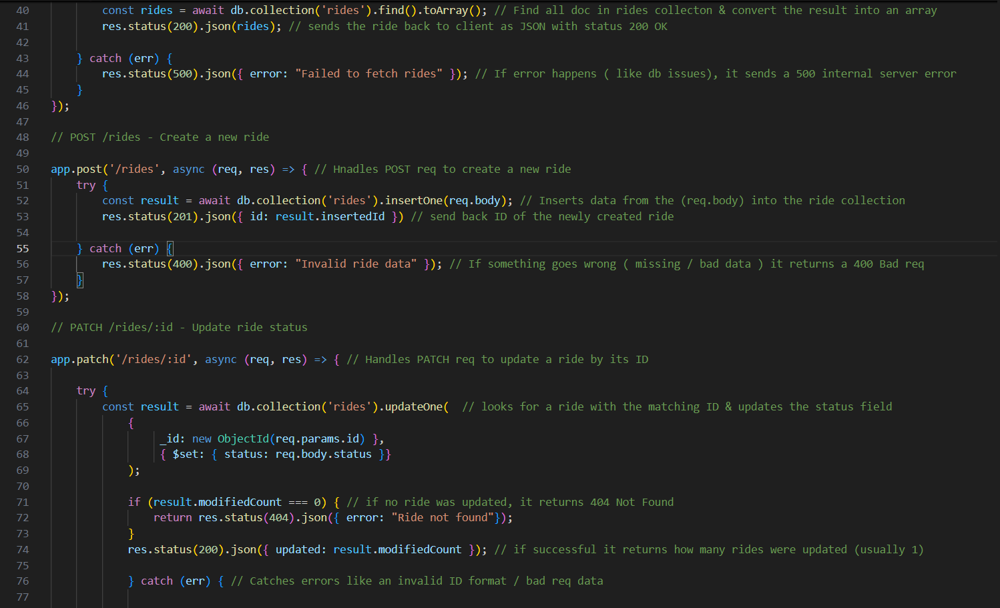 40 const rides = await db.collection('rides').find().toArray(); // Find all doc in rides collecton & convert the result into an array
41 res.status(200).json(rides); // sends the ride back to client as JSON with status 200 OK
42
43 } catch (err) {
44 res.status(500).json({ error: "Failed to fetch rides" }); // If error happens ( like db issues), it sends a 500 internal server error
45 }
46 });
47
48 // POST /rides - Create a new ride
49
50 app.post('/rides', async (req, res) => { // Hnadles POST req to create a new ride
51 try {
52 const result = await db.collection('rides').insertOne(req.body); // Inserts data from the (req.body) into the ride collection
53 res.status(201).json({ id: result.insertedId }) // send back ID of the newly created ride
54
55 } catch (err) {
56 res.status(400).json({ error: "Invalid ride data" }); // If something goes wrong ( missing / bad data ) it returns a 400 Bad req
57 }
58 });
59
60 // PATCH /rides/:id - Update ride status
61
62 app.patch('/rides/:id', async (req, res) => { // Handles PATCH req to update a ride by its ID
63
64 try {
65 const result = await db.collection('rides').updateOne( // looks for a ride with the matching ID & updates the status field
66 {
67 _id: new ObjectId(req.params.id) },
68 { $set: { status: req.body.status }}
69 );
70
71 if (result.modifiedCount === 0) { // if no ride was updated, it returns 404 Not Found
72 return res.status(404).json({ error: "Ride not found"});
73 }
74 res.status(200).json({ updated: result.modifiedCount }); // if successful it returns how many rides were updated (usually 1)
75
76 } catch (err) { // Catches errors like an invalid ID format / bad req data
77